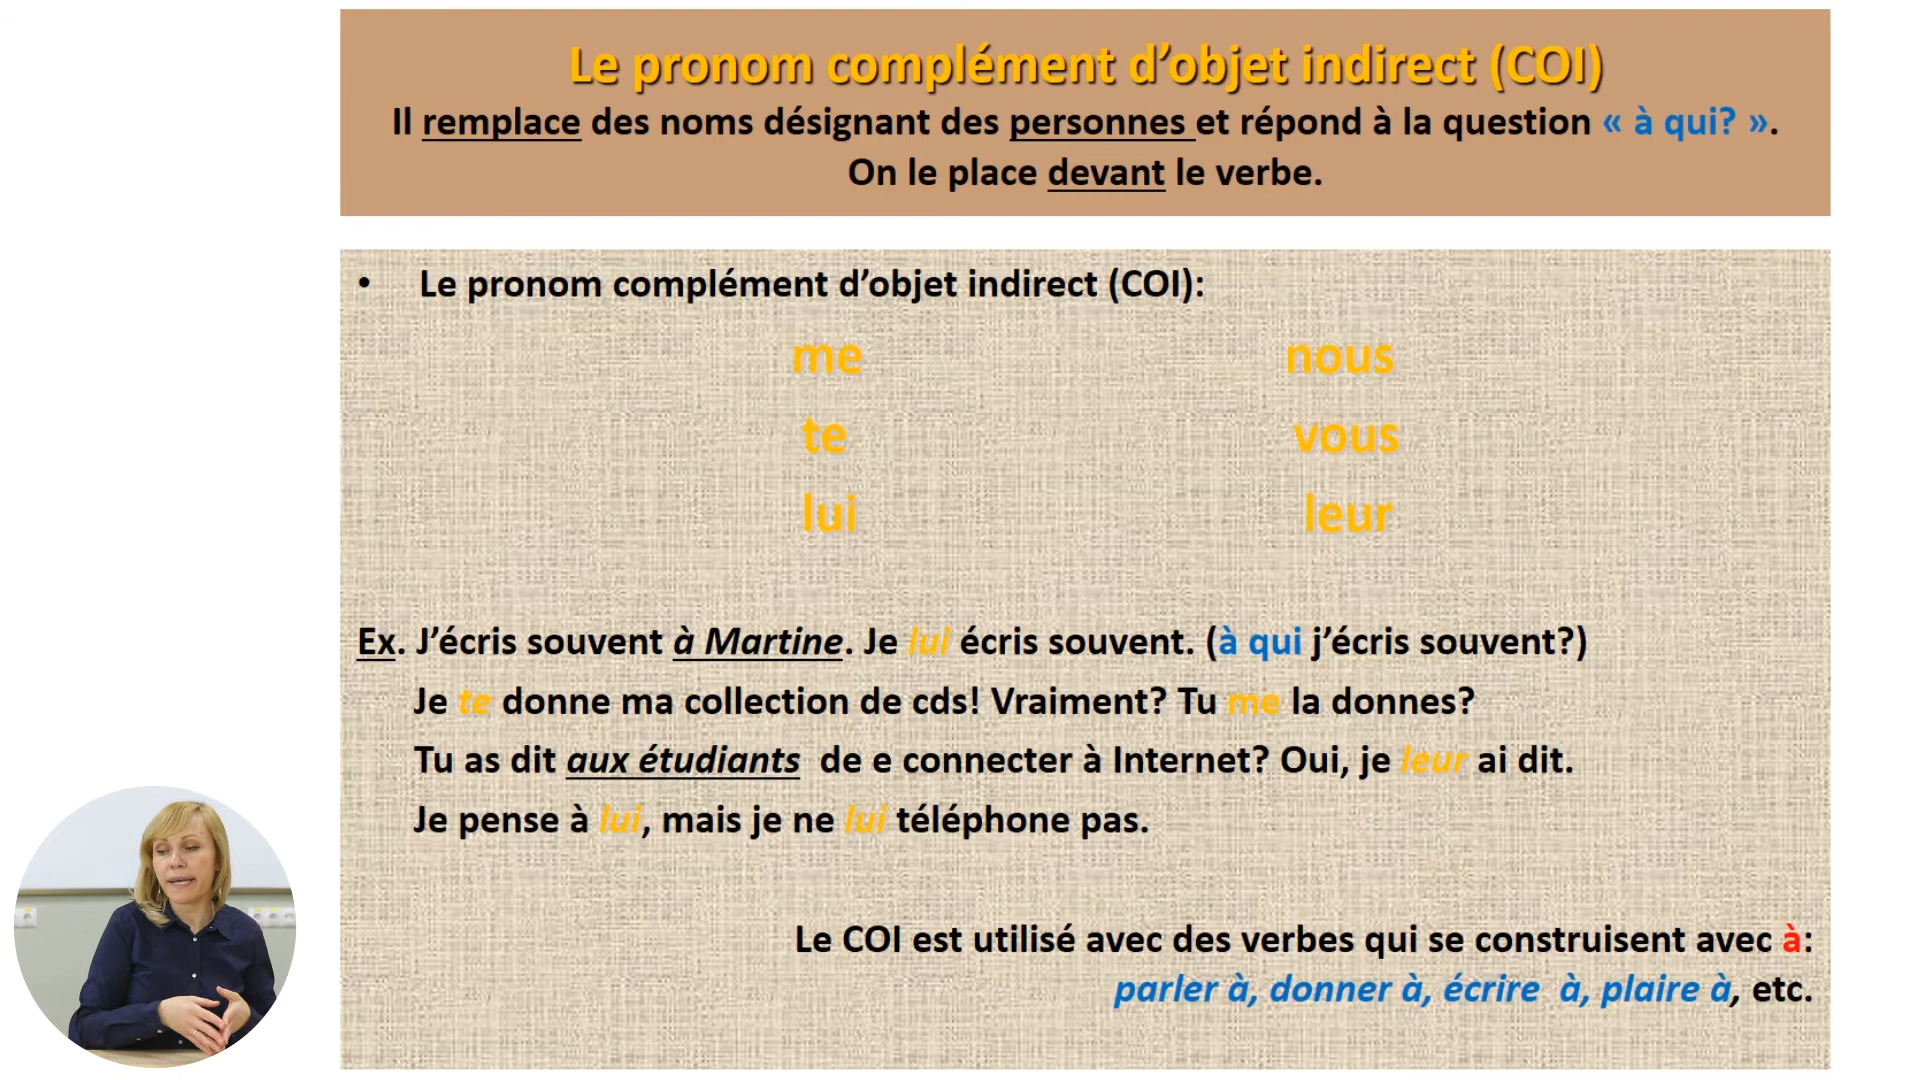 Le pronom complément d’objet indirect (COI)
Il remplace des noms désignant des personnes et répond à la question « à qui? ».
On le place devant le verbe.
• Le pronom complément d’objet indirect (COI):
me nous
te vous
lui leur
Ex. J’écris souvent à Martine. Je lui écris souvent. (à qui j’écris souvent?)
Je te donne ma collection de cds! Vraiment? Tu me la donnes?
Tu as dit aux étudiants de e connecter à Internet? Oui, je leur ai dit.
Je pense à lui, mais je ne lui téléphone pas.
Le COI est utilisé avec des verbes qui se construisent avec à:
parler à, donner à, écrire à, plaire à, etc.